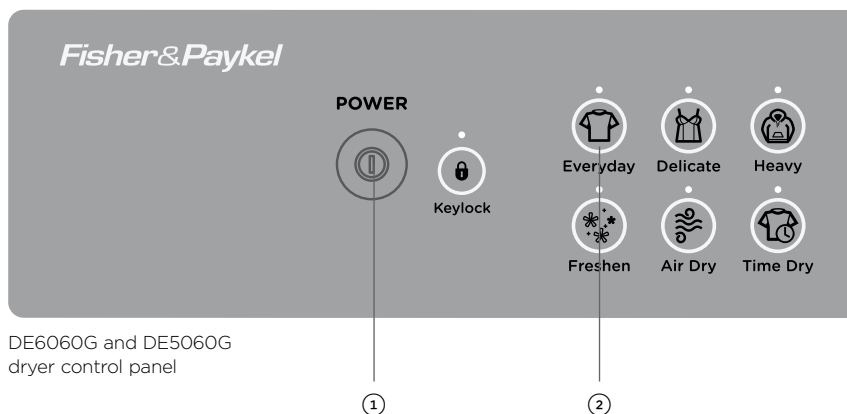 Fisher&Paykel
POWER
Keylock
Everyday Delicate Heavy
Freshen Air Dry Time Dry
DE6060G and DE5060G
dryer control panel
1 2